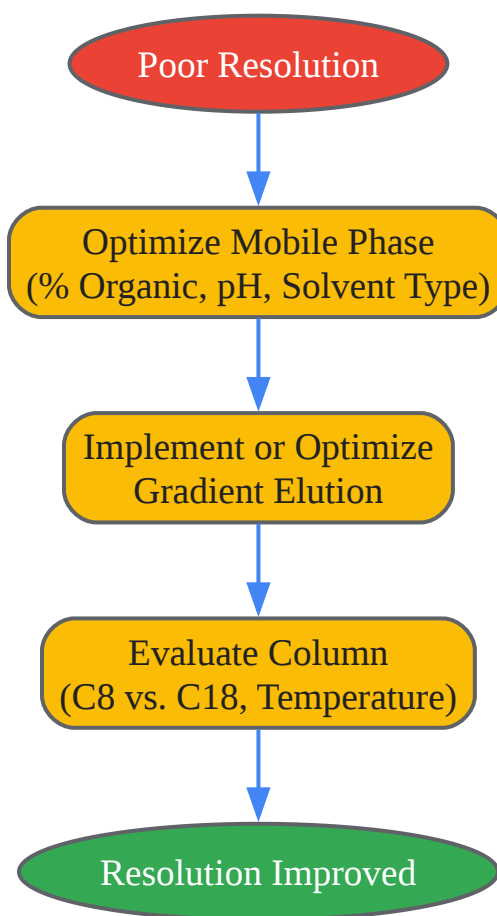 Poor Resolution
Optimize Mobile Phase
(% Organic, pH, Solvent Type)
Implement or Optimize
Gradient Elution
Evaluate Column
(C8 vs. C18, Temperature)
Resolution Improved